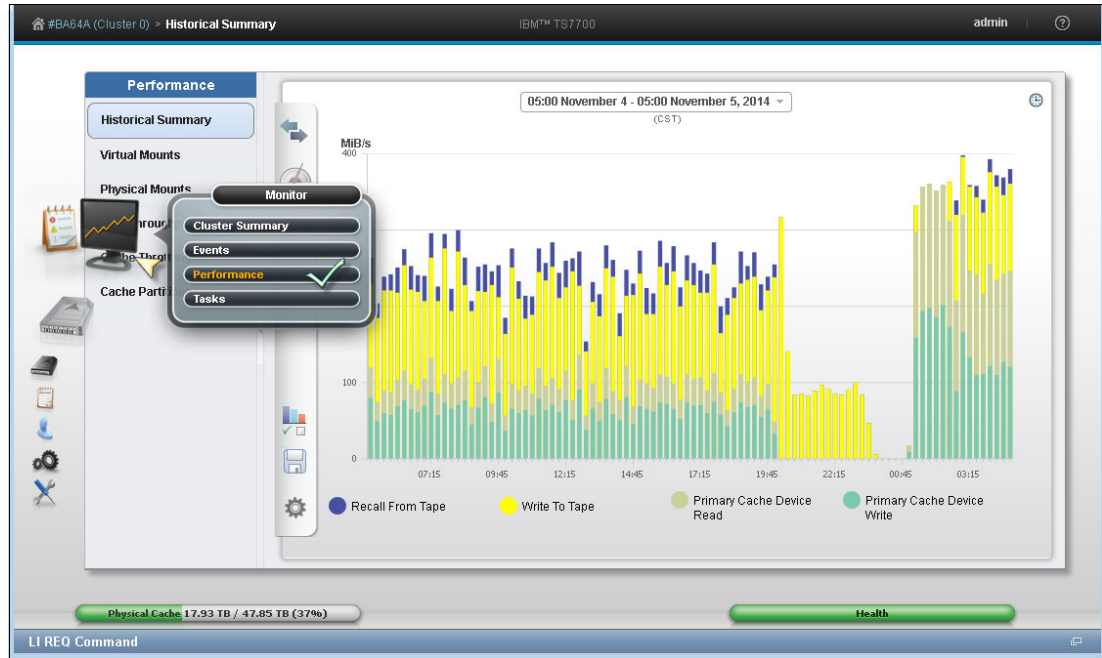 #BA64A (Cluster 0) > Historical Summary
IBM™ TS7700
admin
?
Performance
Historical Summary
Virtual Mounts
Physical Mounts
Cache Parti
Monitor
Cluster Summary
Events
Performance
Tasks
05:00 November 4 - 05:00 November 5, 2014
(CST)
MiB/s
400
100
0
07:15 09:45 12:15 14:45 17:15 19:45 22:15 00:45 03:15
Recall From Tape
Write To Tape
Primary Cache Device Read
Primary Cache Device Write
Physical Cache 17.93 TB / 47.85 TB (37%)
Health
LI REQ Command